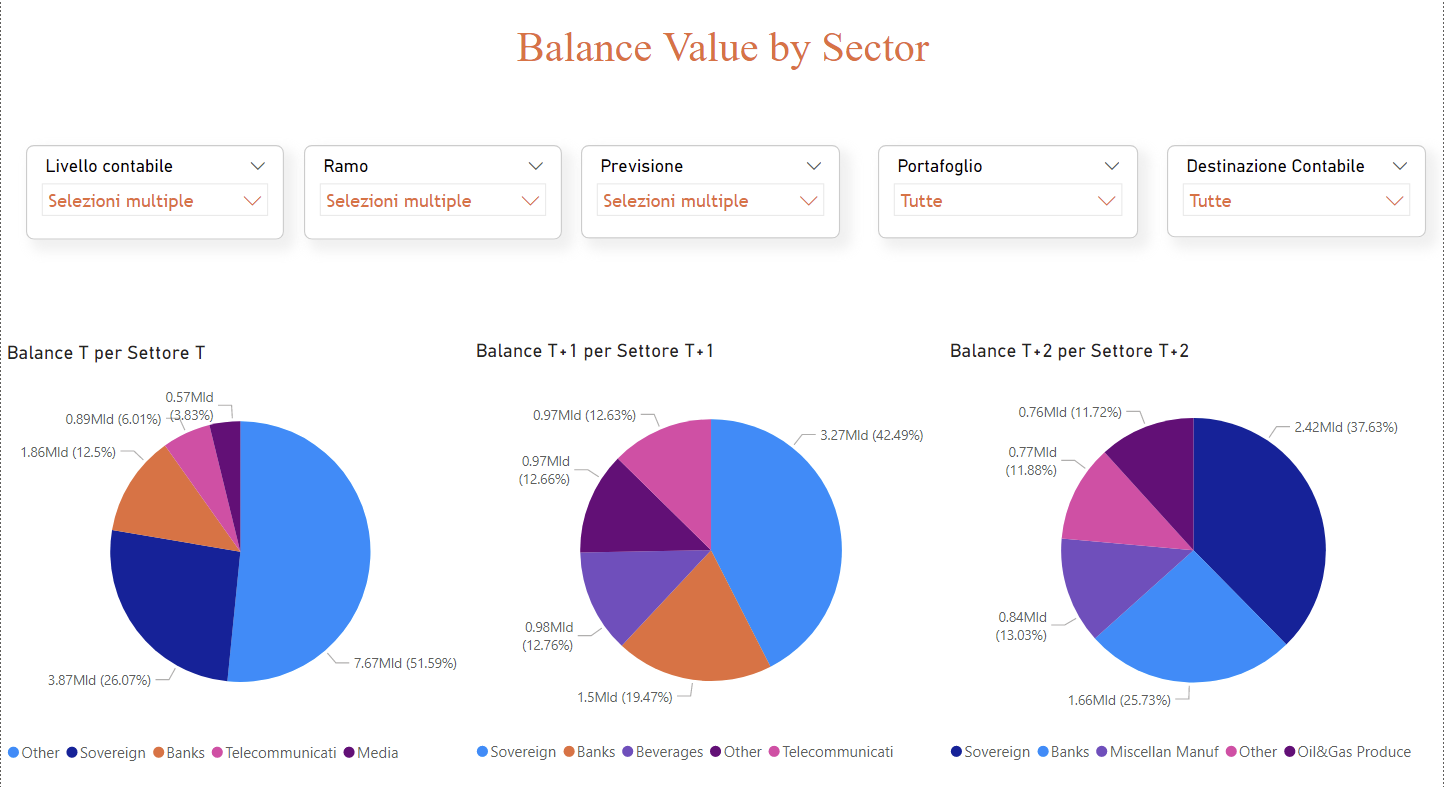 Balance Value by Sector
Livello contabile
Selezioni multiple
Ramo
Selezioni multiple
Previsione
Selezioni multiple
Portafoglio
Tutte
Destinazione Contabile
Tutte
Balance T per Settore T
0.57Mld
(3.83%)
0.89Mld (6.01%)
1.86Mld (12.5%)
3.87Mld (26.07%)
7.67Mld (51.59%)
Other Sovereign Banks Telecommunicati Media
Balance T+1 per Settore T+1
0.97Mld (12.63%)
3.27Mld (42.49%)
0.97Mld
(12.66%)
0.98Mld
(12.76%)
1.5Mld (19.47%)
Sovereign Banks Beverages Other Telecommunicati
Balance T+2 per Settore T+2
0.76Mld (11.72%)
2.42Mld (37.63%)
0.77Mld
(11.88%)
0.84Mld
(13.03%)
1.66Mld (25.73%)
Sovereign Banks Miscellan Manuf Other Oil&Gas Produce